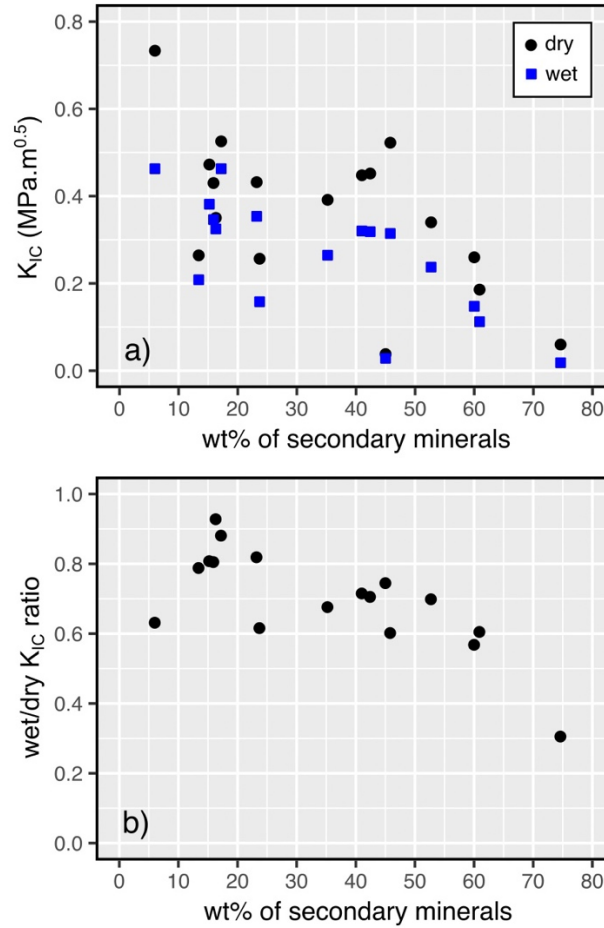 0.8
0.6
0.4
0.2
0.0
K_IC (MPa.m^0.5)
dry
wet
a)
0 10 20 30 40 50 60 70 80
wt% of secondary minerals
1.0
0.8
0.6
0.4
0.2
0.0
wet/dry K_IC ratio
b)
0 10 20 30 40 50 60 70 80
wt% of secondary minerals